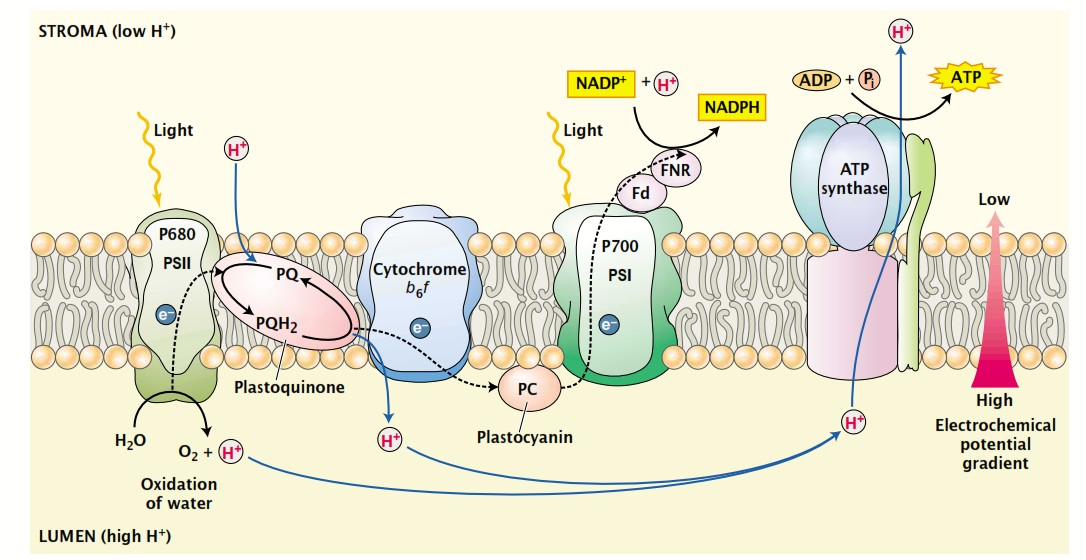 STROMA (low H⁺)
H⁺
NADP⁺ + H⁺
NADPH
ADP + Pᵢ
ATP
Light
H⁺
Light
FNR
Fd
ATP
synthase
Low
P680
PSII
PQ
PQH₂
e⁻
Cytochrome
b₆f
e⁻
P700
PSI
e⁻
Plastoquinone
PC
Plastocyanin
High
Electrochemical
potential
gradient
H₂O
O₂ + H⁺
H⁺
H⁺
Oxidation
of water
LUMEN (high H⁺)